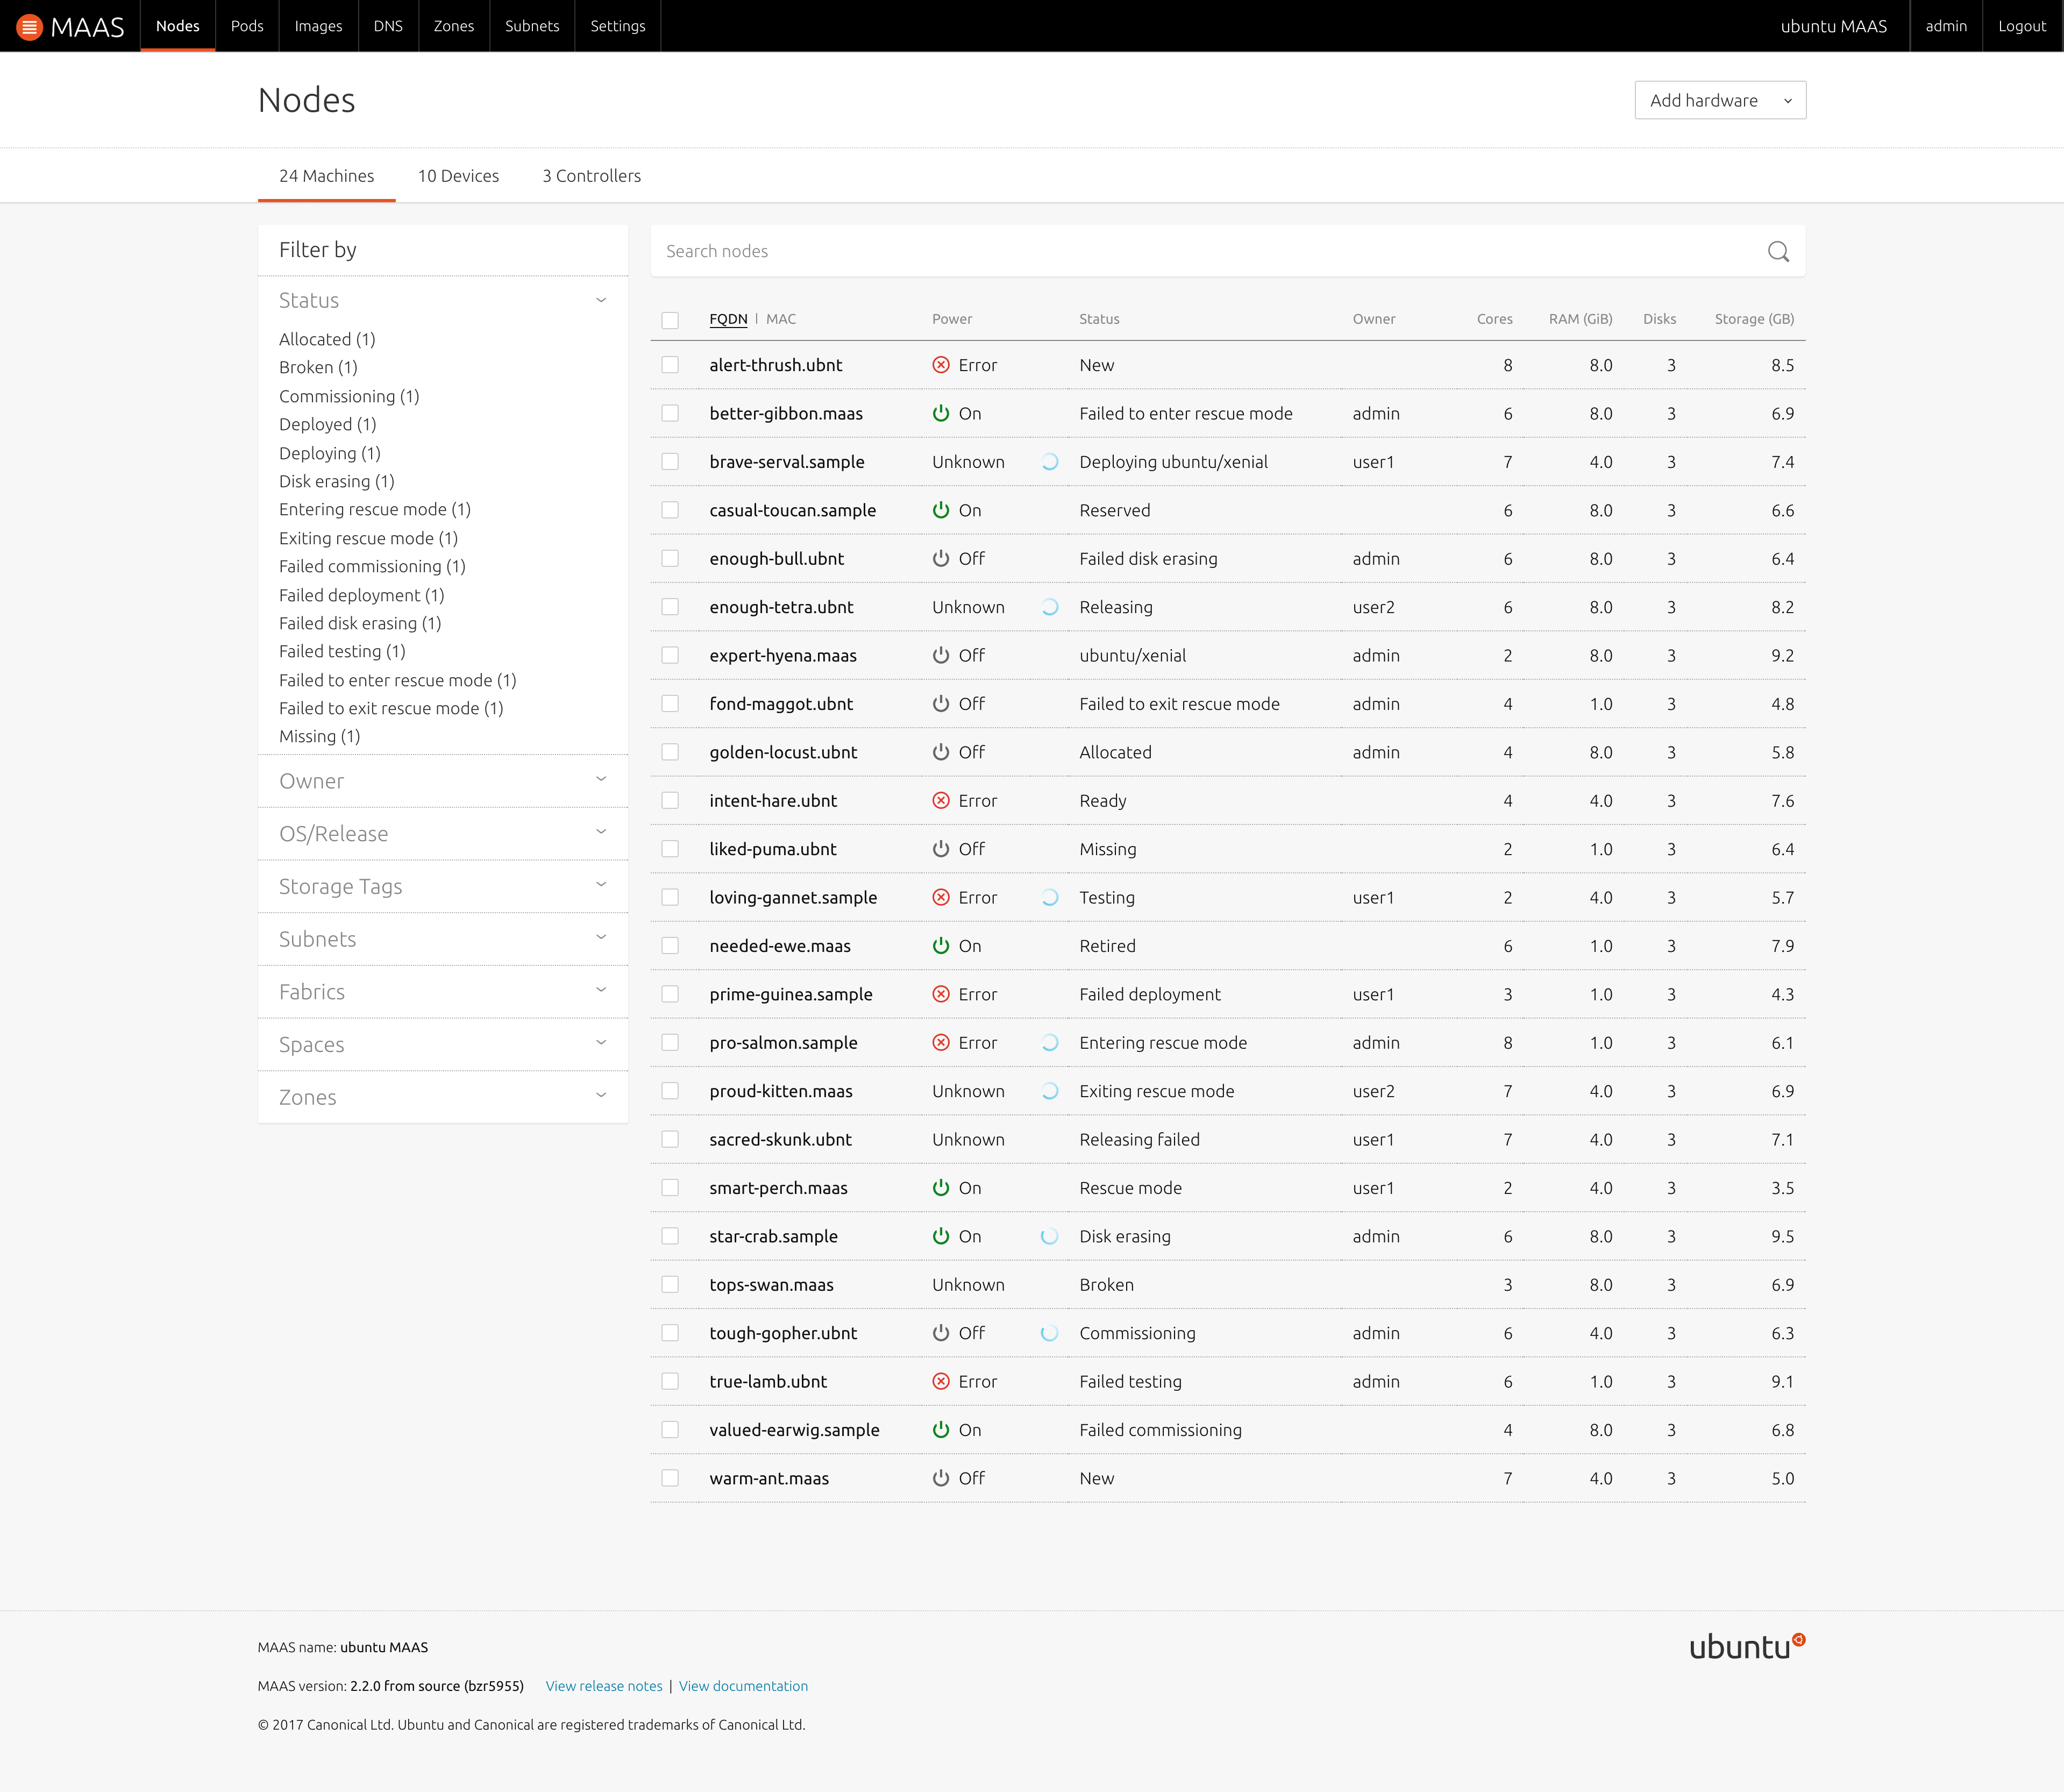 MAAS Nodes Pods Images DNS Zones Subnets Settings ubuntu MAAS admin Logout
Nodes
Add hardware
24 Machines 10 Devices 3 Controllers
Filter by
Status
Allocated (1)
Broken (1)
Commissioning (1)
Deployed (1)
Deploying (1)
Disk erasing (1)
Entering rescue mode (1)
Exiting rescue mode (1)
Failed commissioning (1)
Failed deployment (1)
Failed disk erasing (1)
Failed testing (1)
Failed to enter rescue mode (1)
Failed to exit rescue mode (1)
Missing (1)
Owner
OS/Release
Storage Tags
Subnets
Fabrics
Spaces
Zones
Search nodes
FQDN | MAC Power Status Owner Cores RAM (GiB) Disks Storage (GB)
alert-thrush.ubnt Error New 8 8.0 3 8.5
better-gibbon.maas On Failed to enter rescue mode admin 6 8.0 3 6.9
brave-serval.sample Unknown Deploying ubuntu/xenial user1 7 4.0 3 7.4
casual-toucan.sample On Reserved 6 8.0 3 6.6
enough-bull.ubnt Off Failed disk erasing admin 6 8.0 3 6.4
enough-tetra.ubnt Unknown Releasing user2 6 8.0 3 8.2
expert-hyena.maas Off ubuntu/xenial admin 2 8.0 3 9.2
fond-maggot.ubnt Off Failed to exit rescue mode admin 4 1.0 3 4.8
golden-locust.ubnt Off Allocated admin 4 8.0 3 5.8
intent-hare.ubnt Error Ready 4 4.0 3 7.6
liked-puma.ubnt Off Missing 2 1.0 3 6.4
loving-gannet.sample Error Testing user1 2 4.0 3 5.7
needed-ewe.maas On Retired 6 1.0 3 7.9
prime-guinea.sample Error Failed deployment user1 3 1.0 3 4.3
pro-salmon.sample Error Entering rescue mode admin 8 1.0 3 6.1
proud-kitten.maas Unknown Exiting rescue mode user2 7 4.0 3 6.9
sacred-skunk.ubnt Unknown Releasing failed user1 7 4.0 3 7.1
smart-perch.maas On Rescue mode user1 2 4.0 3 3.5
star-crab.sample On Disk erasing admin 6 8.0 3 9.5
tops-swan.maas Unknown Broken 3 8.0 3 6.9
tough-gopher.ubnt Off Commissioning admin 6 4.0 3 6.3
true-lamb.ubnt Error Failed testing admin 6 1.0 3 9.1
valued-earwig.sample On Failed commissioning 4 8.0 3 6.8
warm-ant.maas Off New 7 4.0 3 5.0
MAAS name: ubuntu MAAS
ubuntu
MAAS version: 2.2.0 from source (bzr5955) View release notes | View documentation
© 2017 Canonical Ltd. Ubuntu and Canonical are registered trademarks of Canonical Ltd.